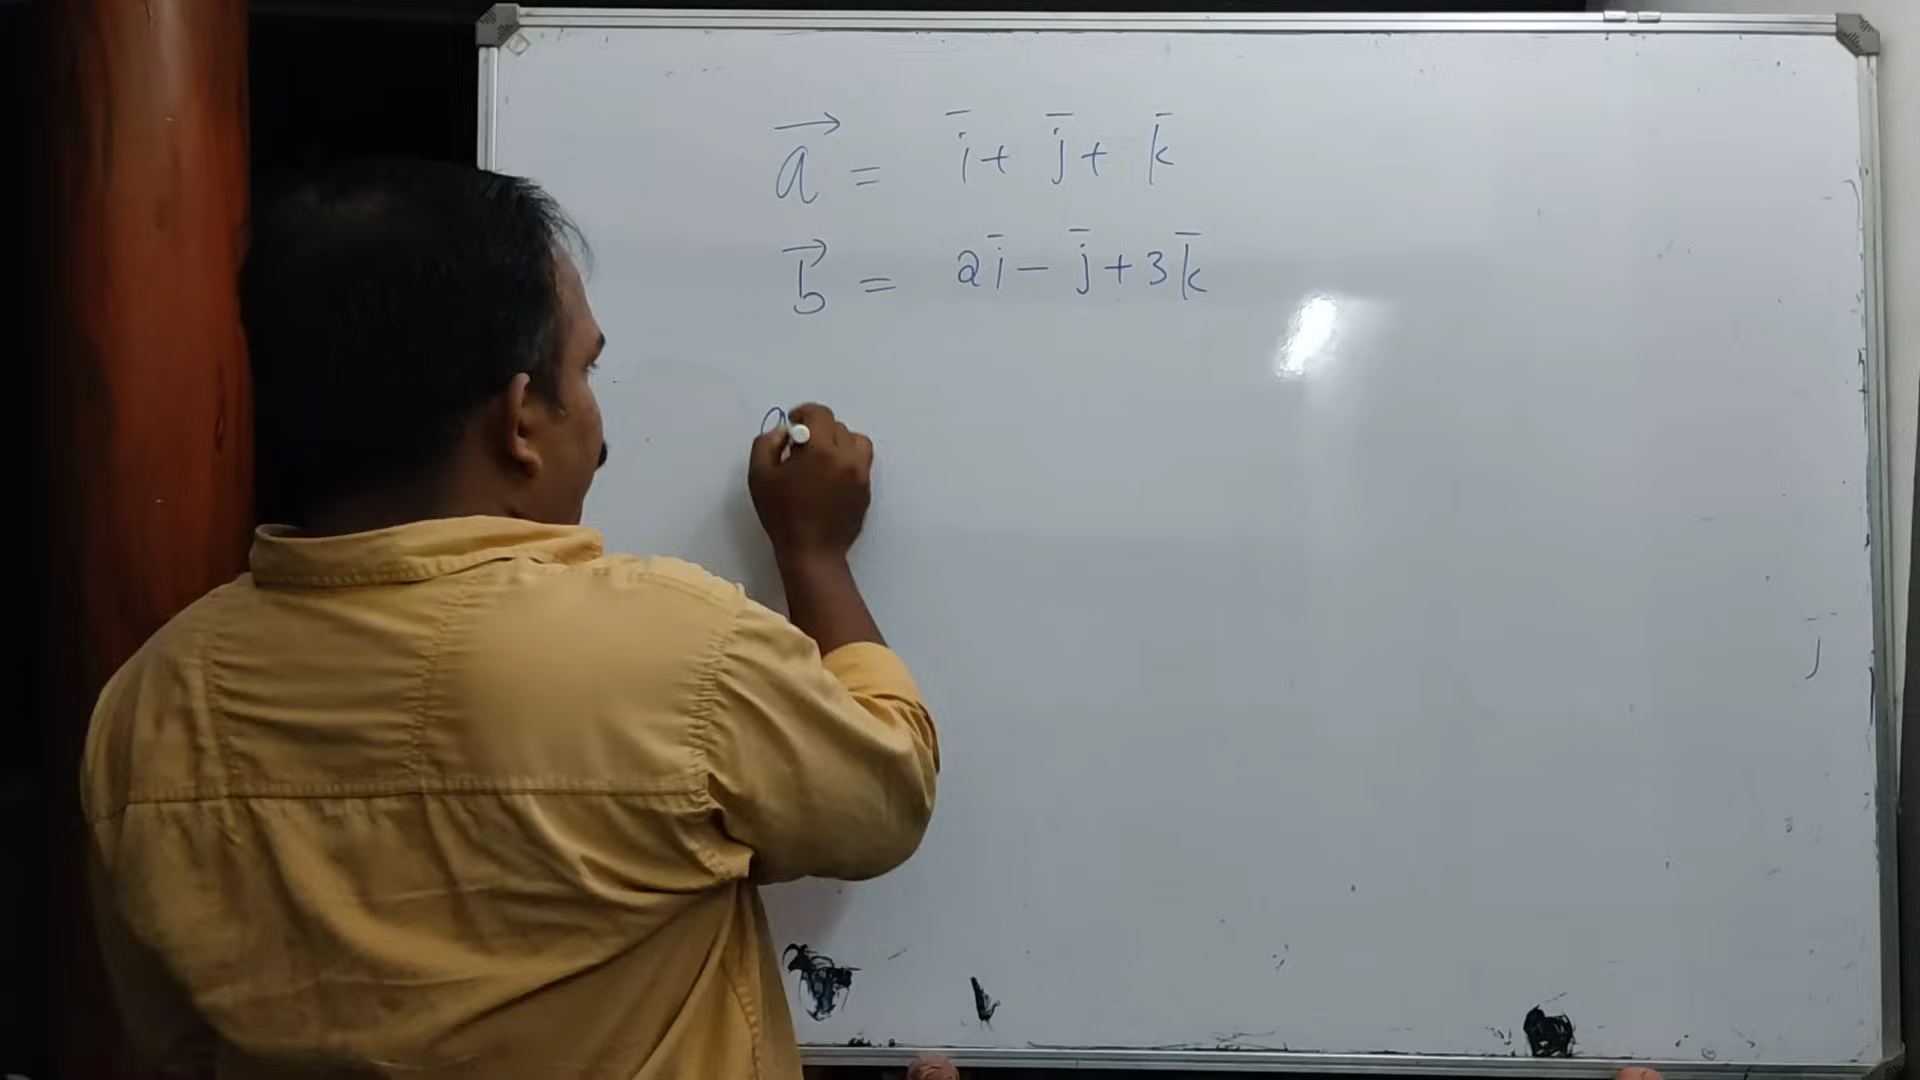 a⃗ = i̅ + j̅ + k̅
b⃗ = 2i̅ − j̅ + 3k̅
a
j̅